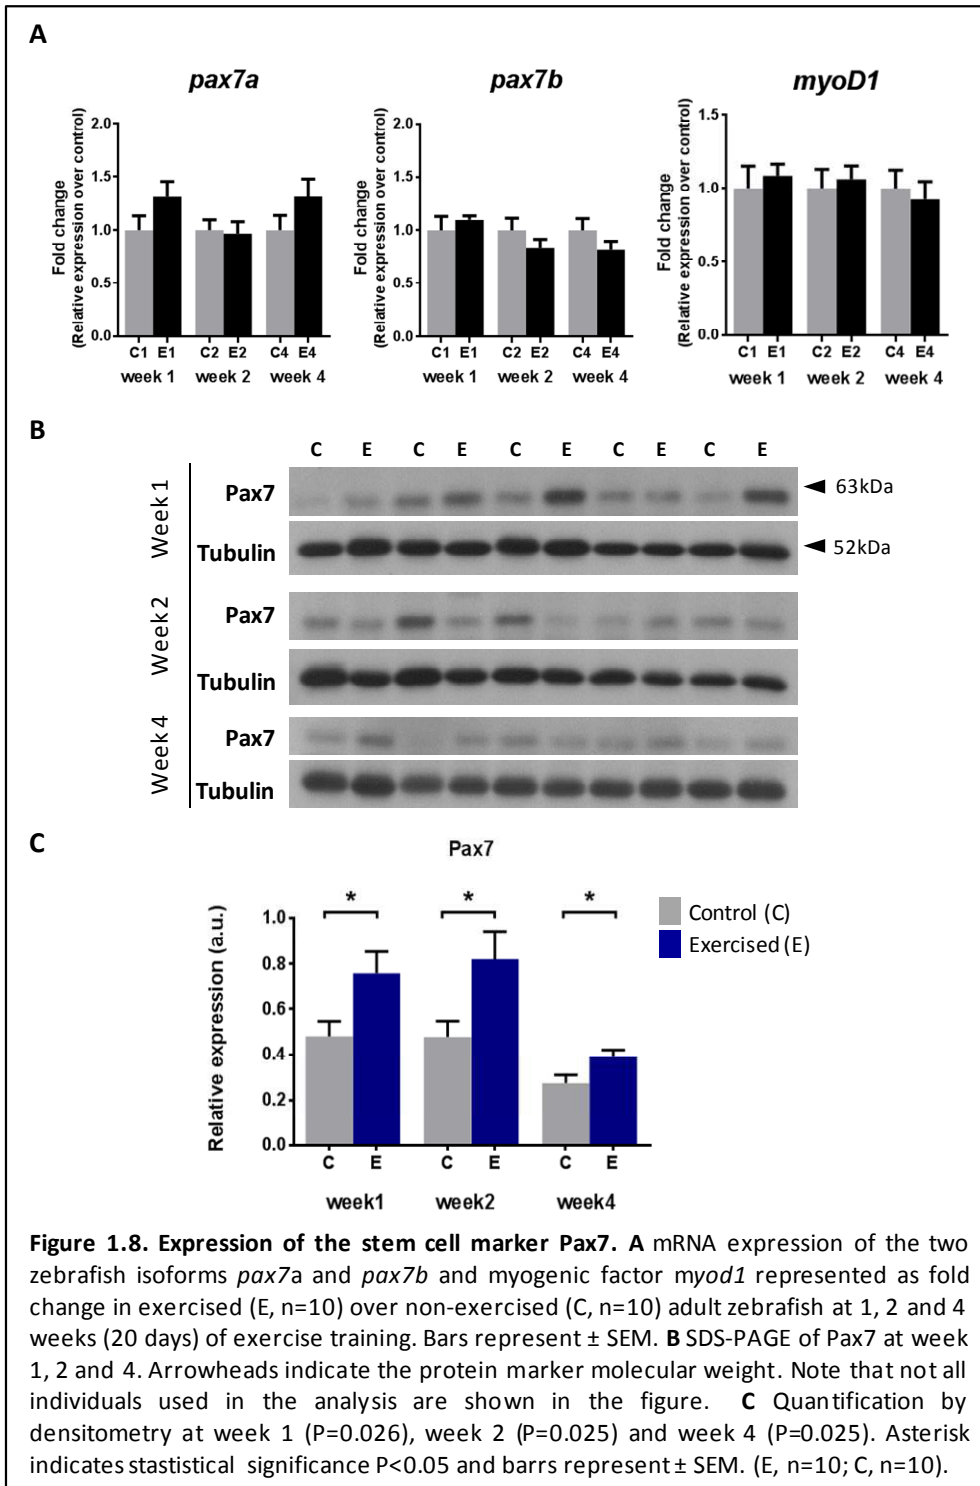 A
pax7a
pax7b
myoD1
Fold change
(Relative expression over control)
2.0
1.5
1.0
0.5
0.0
C1 E1 C2 E2 C4 E4
week 1 week 2 week 4
Fold change
(Relative expression over control)
2.0
1.5
1.0
0.5
0.0
C1 E1 C2 E2 C4 E4
week 1 week 2 week 4
Fold change
(Relative expression over control)
1.5
1.0
0.5
0.0
C1 E1 C2 E2 C4 E4
week 1 week 2 week 4
B
C E C E C E C C E
Week 1
Pax7
63kDa
Tubulin
52kDa
Week 2
Pax7
Tubulin
Week 4
Pax7
Tubulin
C
Pax7
Relative expression (a.u.)
1.0
0.8
0.6
0.4
0.2
0.0
* * *
C E C E C E
week1 week2 week4
Control (C)
Exercised (E)
Figure 1.8. Expression of the stem cell marker Pax7. A mRNA expression of the two
zebrafish isoforms pax7a and pax7b and myogenic factor myod1 represented as fold
change in exercised (E, n=10) over non-exercised (C, n=10) adult zebrafish at 1, 2 and 4
weeks (20 days) of exercise training. Bars represent ± SEM. B SDS-PAGE of Pax7 at week
1, 2 and 4. Arrowheads indicate the protein marker molecular weight. Note that not all
individuals used in the analysis are shown in the figure. C Quantification by
densitometry at week 1 (P=0.026), week 2 (P=0.025) and week 4 (P=0.025). Asterisk
indicates stastistical significance P<0.05 and barrs represent ± SEM. (E, n=10; C, n=10).